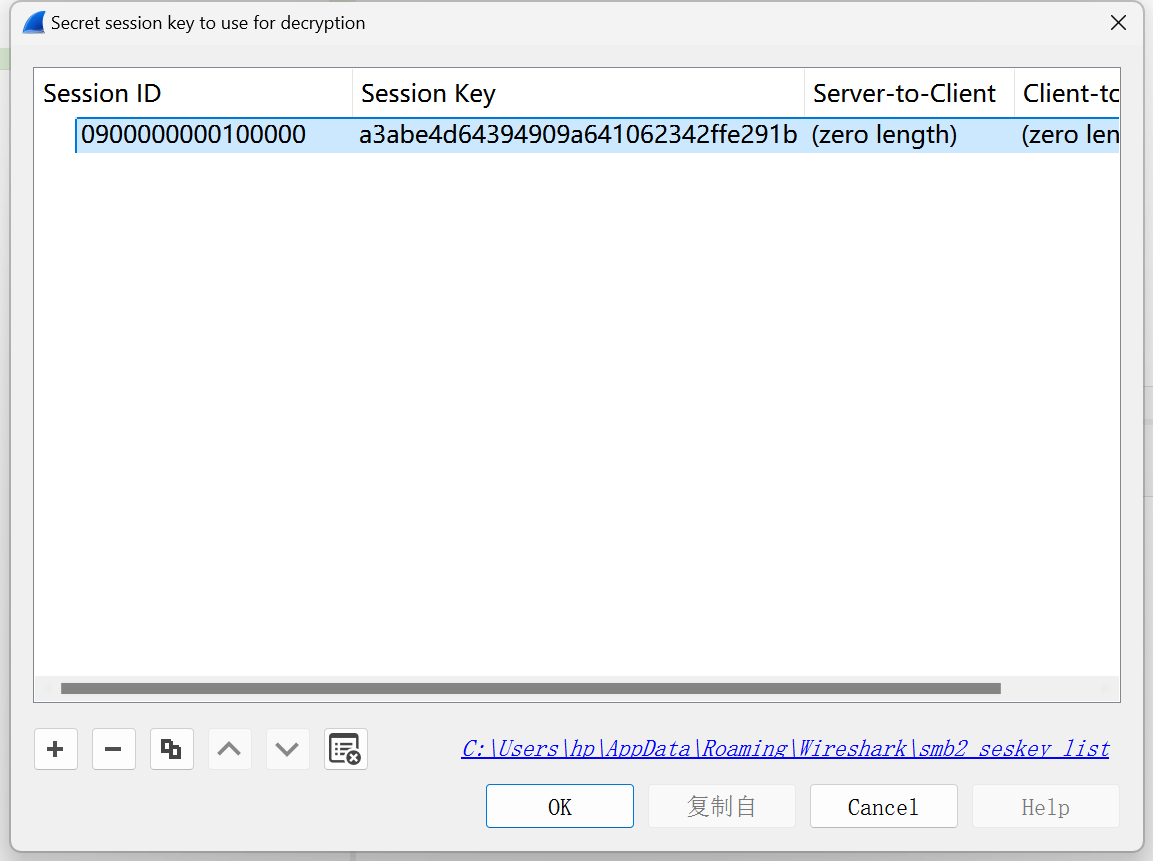 Secret session key to use for decryption
Session ID Session Key Server-to-Client Client-to
0900000000100000 a3abe4d64394909a641062342ffe291b (zero length) (zero len
C:\Users\hp\AppData\Roaming\Wireshark\smb2_seskey_list
OK 复制自 Cancel Help